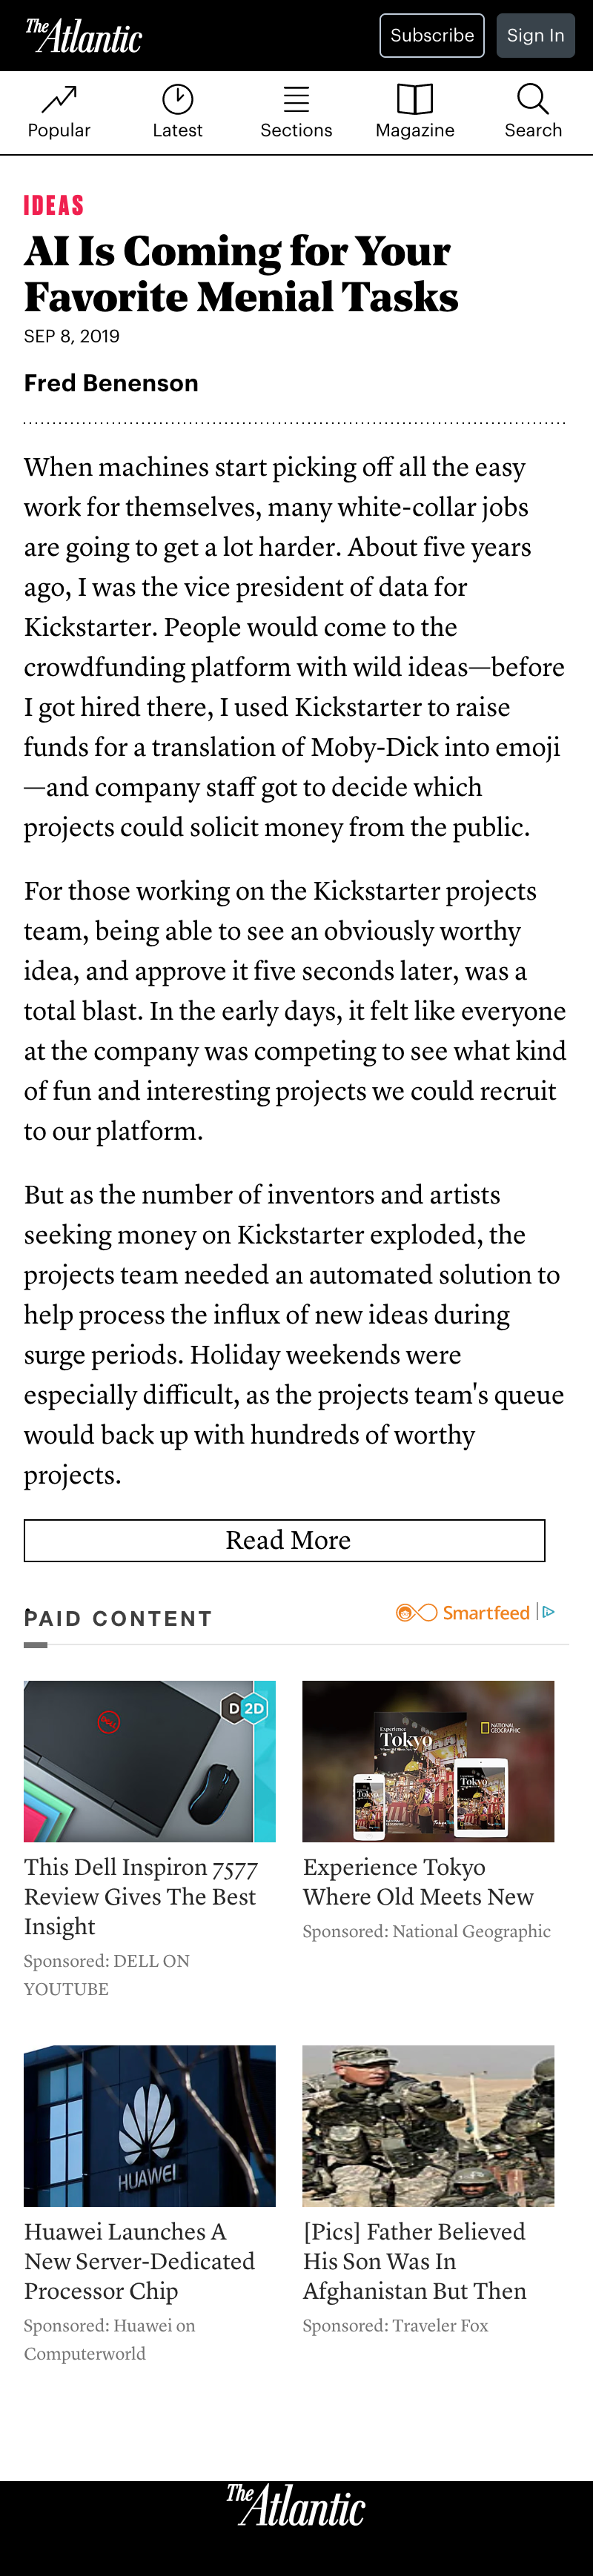 The Atlantic
Subscribe
Sign In
Popular
Latest
Sections
Magazine
Search
IDEAS
AI Is Coming for Your
Favorite Menial Tasks
SEP 8, 2019
Fred Benenson
When machines start picking off all the easy
work for themselves, many white-collar jobs
are going to get a lot harder. About five years
ago, I was the vice president of data for
Kickstarter. People would come to the
crowdfunding platform with wild ideas—before
I got hired there, I used Kickstarter to raise
funds for a translation of Moby-Dick into emoji
—and company staff got to decide which
projects could solicit money from the public.
For those working on the Kickstarter projects
team, being able to see an obviously worthy
idea, and approve it five seconds later, was a
total blast. In the early days, it felt like everyone
at the company was competing to see what kind
of fun and interesting projects we could recruit
to our platform.
But as the number of inventors and artists
seeking money on Kickstarter exploded, the
projects team needed an automated solution to
help process the influx of new ideas during
surge periods. Holiday weekends were
especially difficult, as the projects team's queue
would back up with hundreds of worthy
projects.
Read More
PAID CONTENT
Smartfeed
D 2D
Experience
Tokyo
NATIONAL
GEOGRAPHIC
Tokyo
Tokyo
This Dell Inspiron 7577
Review Gives The Best
Insight
Sponsored: DELL ON
YOUTUBE
Experience Tokyo
Where Old Meets New
Sponsored: National Geographic
HUAWEI
Huawei Launches A
New Server-Dedicated
Processor Chip
Sponsored: Huawei on
Computerworld
[Pics] Father Believed
His Son Was In
Afghanistan But Then
Sponsored: Traveler Fox
The Atlantic